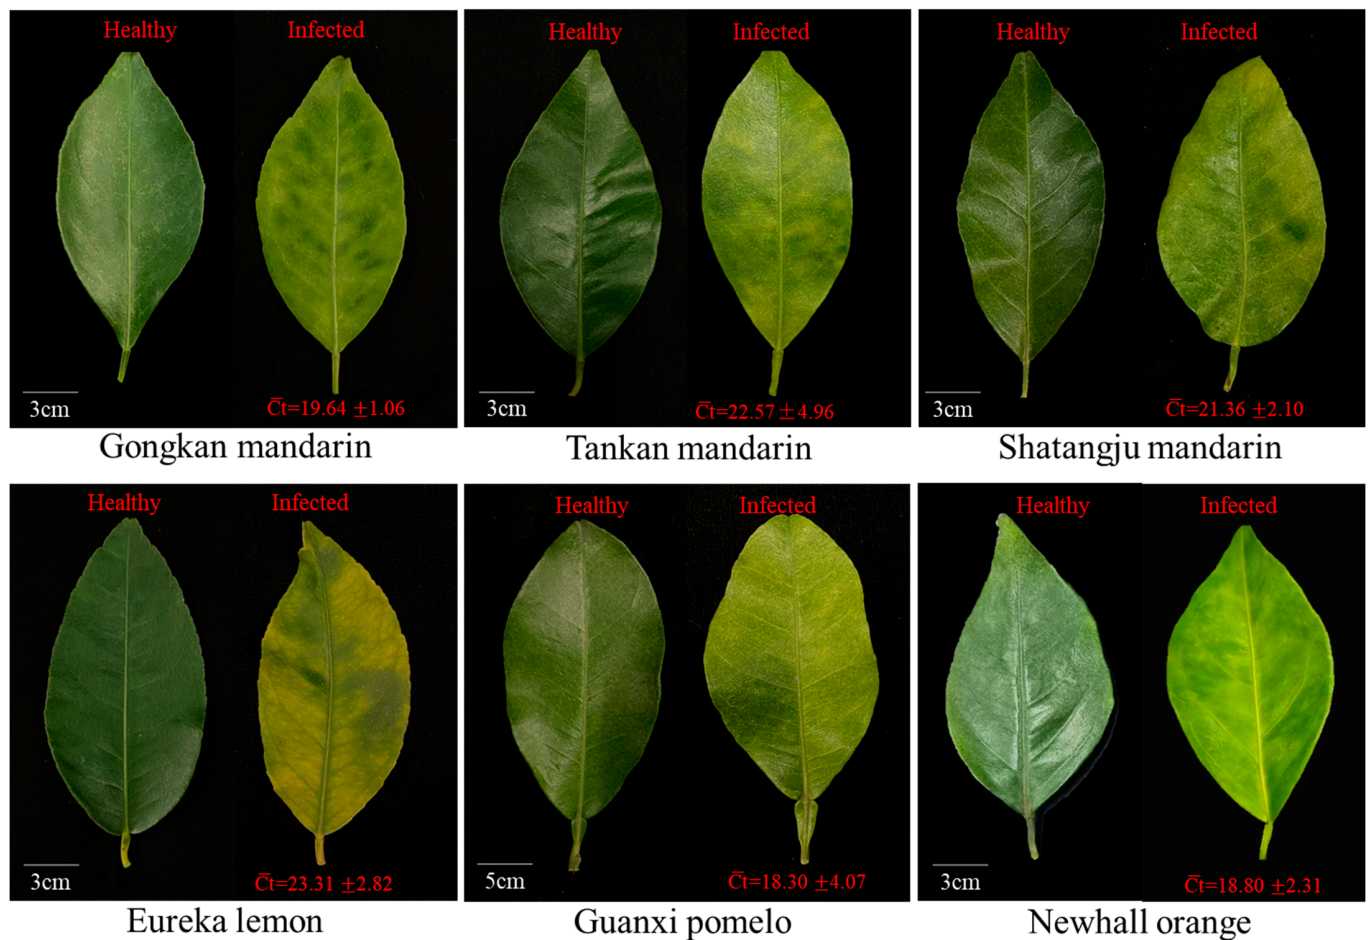 Healthy Infected
3cm C̅t=19.64 ±1.06
Gongkan mandarin
Healthy Infected
3cm C̅t=22.57±4.96
Tankan mandarin
Healthy Infected
3cm C̅t=21.36 ±2.10
Shatangju mandarin
Healthy Infected
3cm C̅t=23.31 ±2.82
Eureka lemon
Healthy Infected
5cm C̅t=18.30 ±4.07
Guanxi pomelo
Healthy Infected
3cm C̅t=18.80 ±2.31
Newhall orange